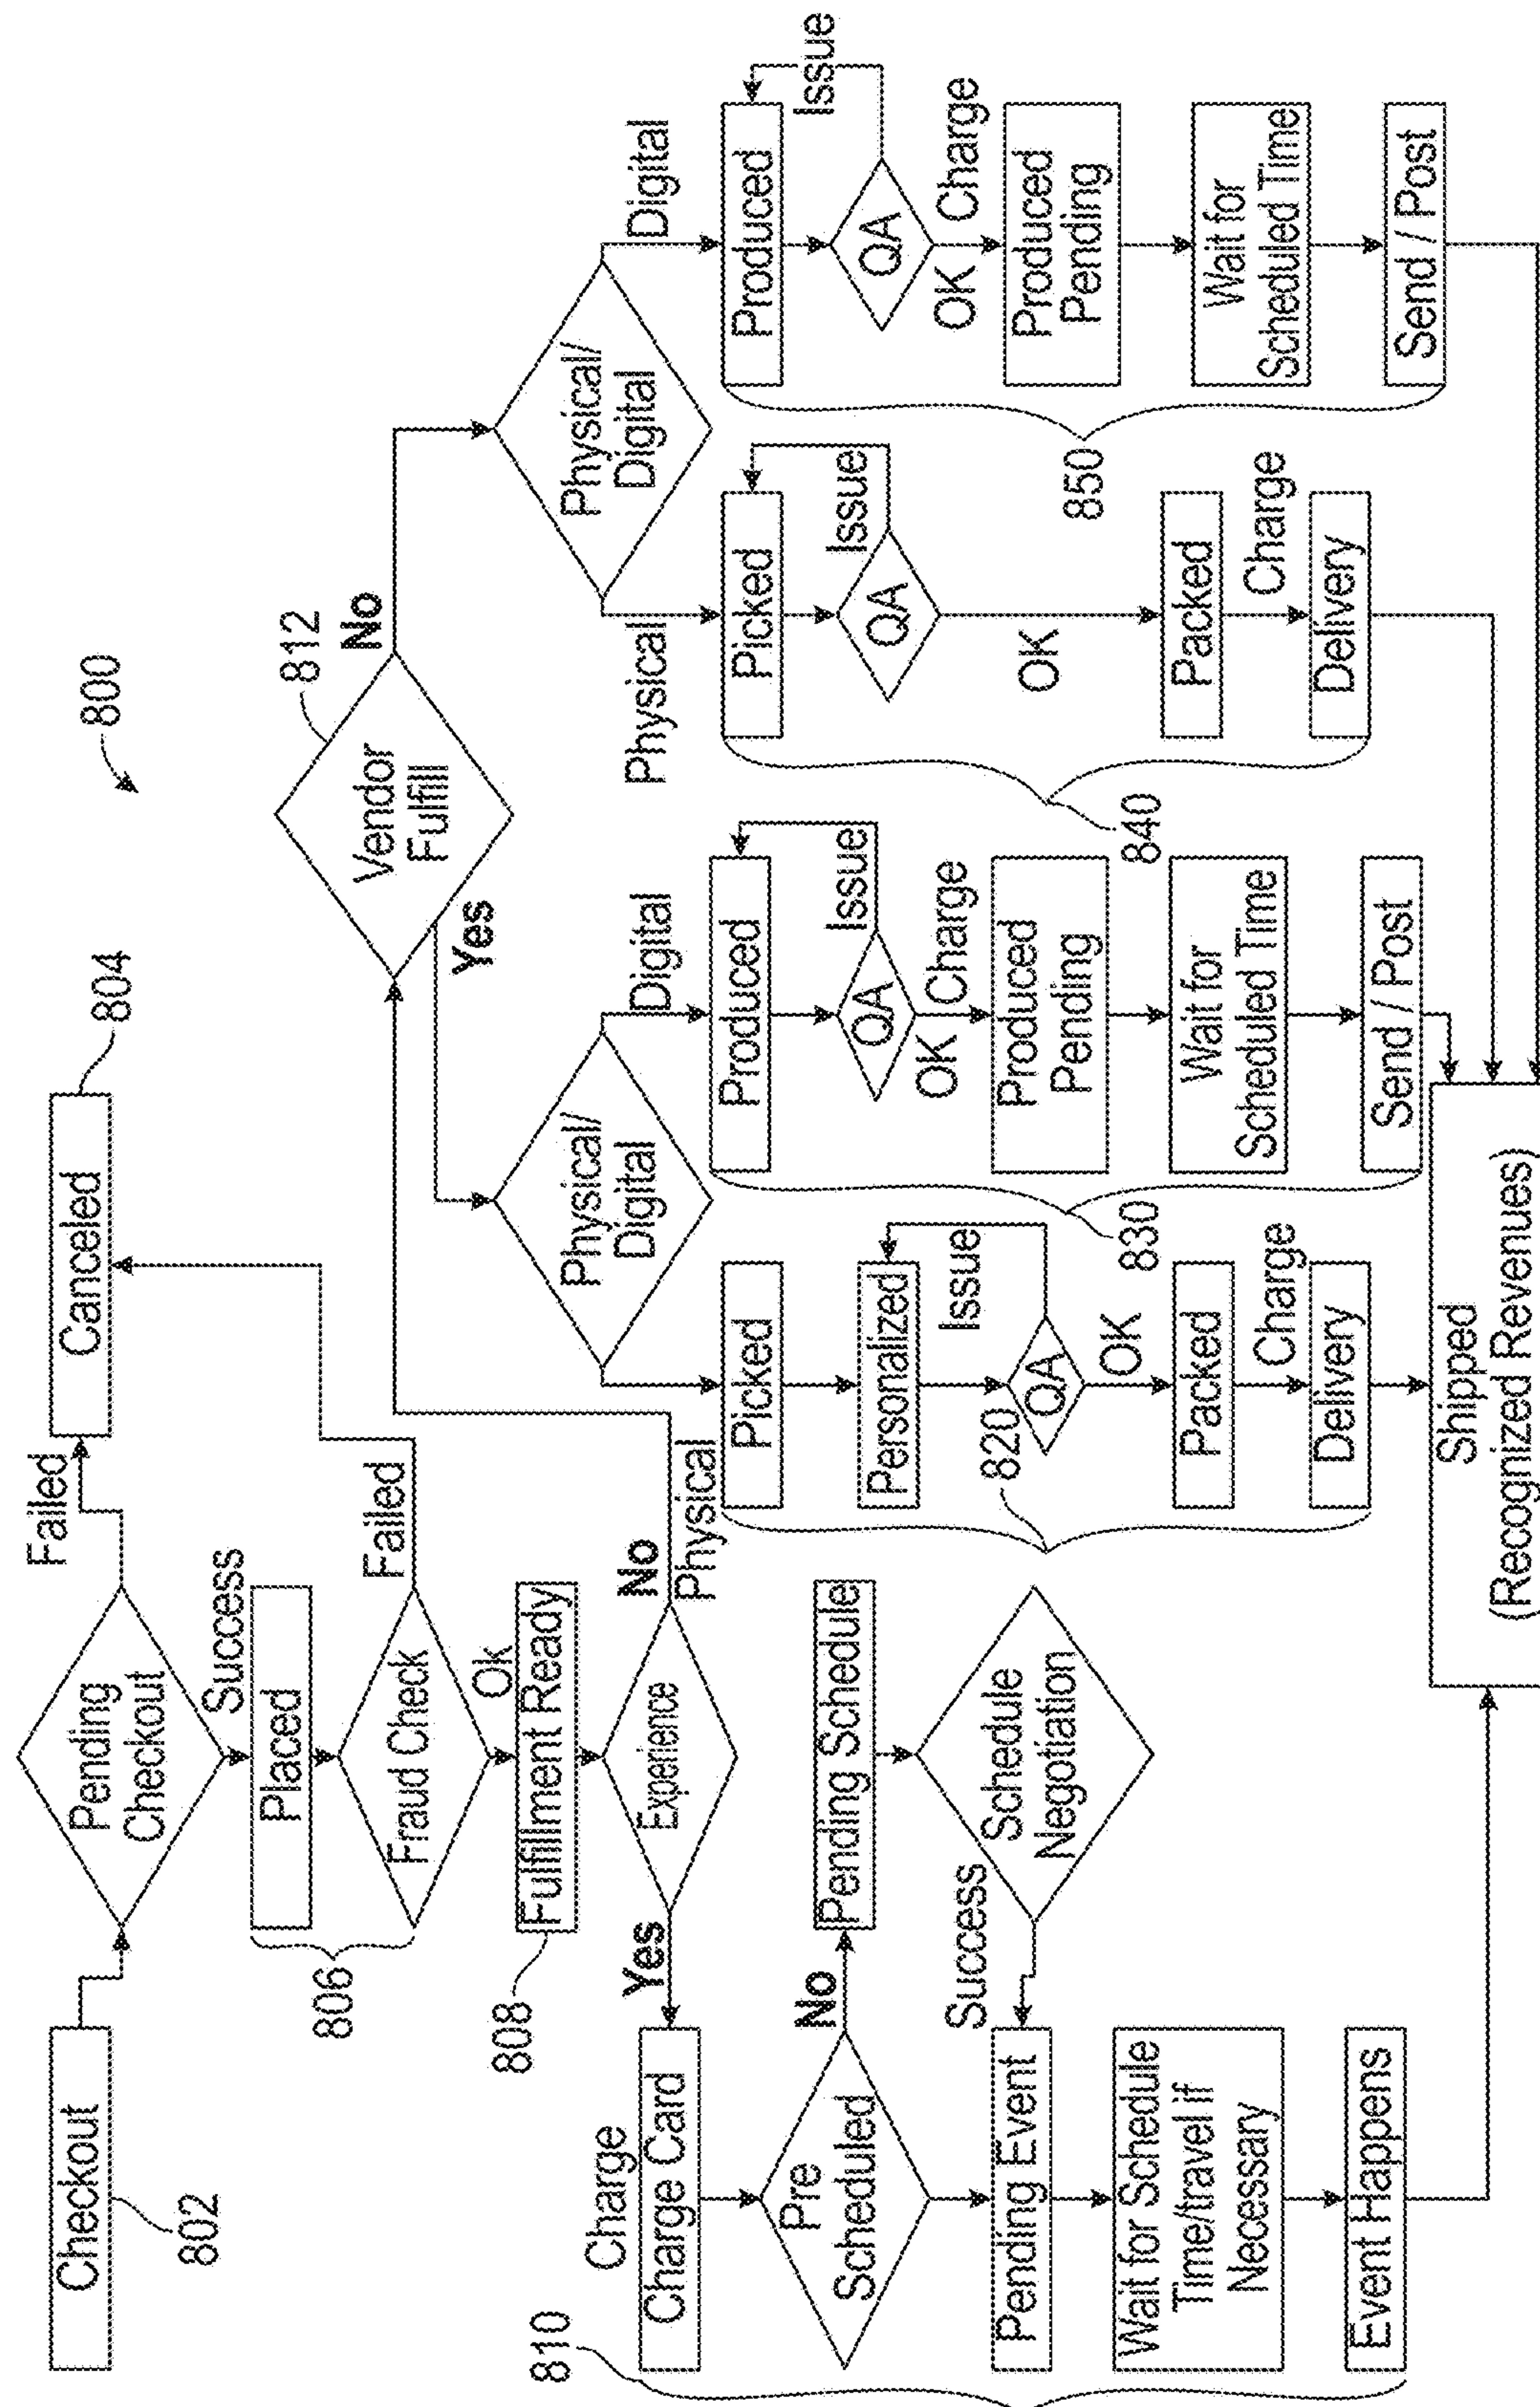 800
Checkout
802
Pending
Checkout
Failed
Canceled
804
Success
Placed
Fraud Check
Failed
806
Ok
Fulfillment Ready
808
Experience
Yes
No
Physical
Vendor
Fulfill
812
Yes
No
Charge
Charge Card
Pre
Scheduled
No
Pending Schedule
Schedule
Negotiation
Success
Pending Event
Wait for Schedule
Time/travel if
Necessary
Event Happens
810
Physical/
Digital
Picked
Personalized
Issue
QA
OK
Packed
Charge
Delivery
820
Digital
Produced
Issue
QA
OK
Charge
Produced
Pending
Wait for
Scheduled Time
Send / Post
830
Physical/
Digital
Physical
Picked
Issue
QA
OK
Packed
Charge
Delivery
840
Digital
Produced
Issue
QA
OK
Charge
Produced
Pending
Wait for
Scheduled Time
Send / Post
850
Shipped
(Recognized Revenues)